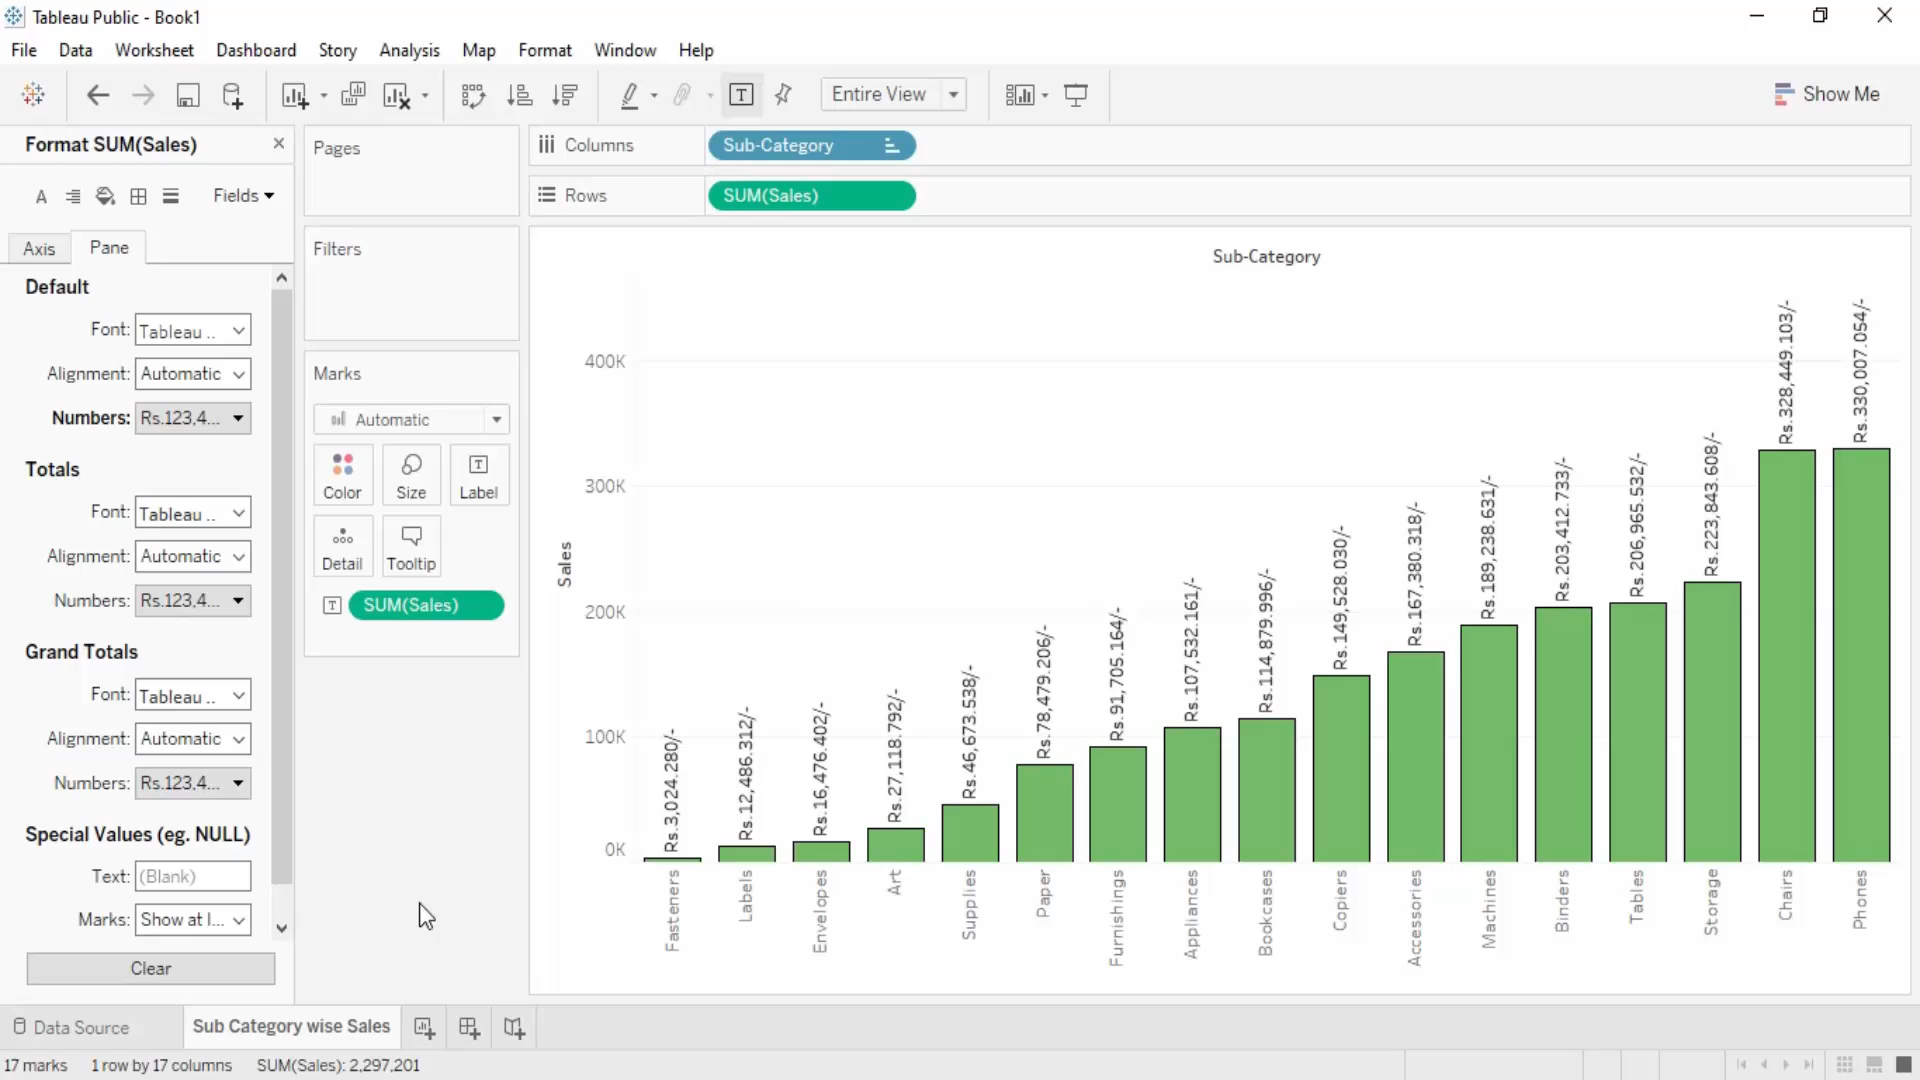 Tableau Public - Book1
File Data Worksheet Dashboard Story Analysis Map Format Window Help
Entire View
Show Me
Format SUM(Sales)
Fields
Axis Pane
Default
Font: Tableau ..
Alignment: Automatic
Numbers: Rs.123,4...
Totals
Font: Tableau ..
Alignment: Automatic
Numbers: Rs.123,4...
Grand Totals
Font: Tableau ..
Alignment: Automatic
Numbers: Rs.123,4...
Special Values (eg. NULL)
Text: (Blank)
Marks: Show at l...
Clear
Pages
Filters
Marks
Automatic
Color Size Label
Detail Tooltip
SUM(Sales)
Columns Sub-Category
Rows SUM(Sales)
Sub-Category
Sales
400K
300K
200K
100K
0K
Rs.3,024.280/-
Rs.12,486.312/-
Rs.16,476.402/-
Rs.27,118.792/-
Rs.46,673.538/-
Rs.78,479.206/-
Rs.91,705.164/-
Rs.107,532.161/-
Rs.114,879.996/-
Rs.149,528.030/-
Rs.167,380.318/-
Rs.189,238.631/-
Rs.203,412.733/-
Rs.206,965.532/-
Rs.223,843.608/-
Rs.328,449.103/-
Rs.330,007.054/-
Fasteners
Labels
Envelopes
Art
Supplies
Paper
Furnishings
Appliances
Bookcases
Copiers
Accessories
Machines
Binders
Tables
Storage
Chairs
Phones
Data Source Sub Category wise Sales
17 marks 1 row by 17 columns SUM(Sales): 2,297,201